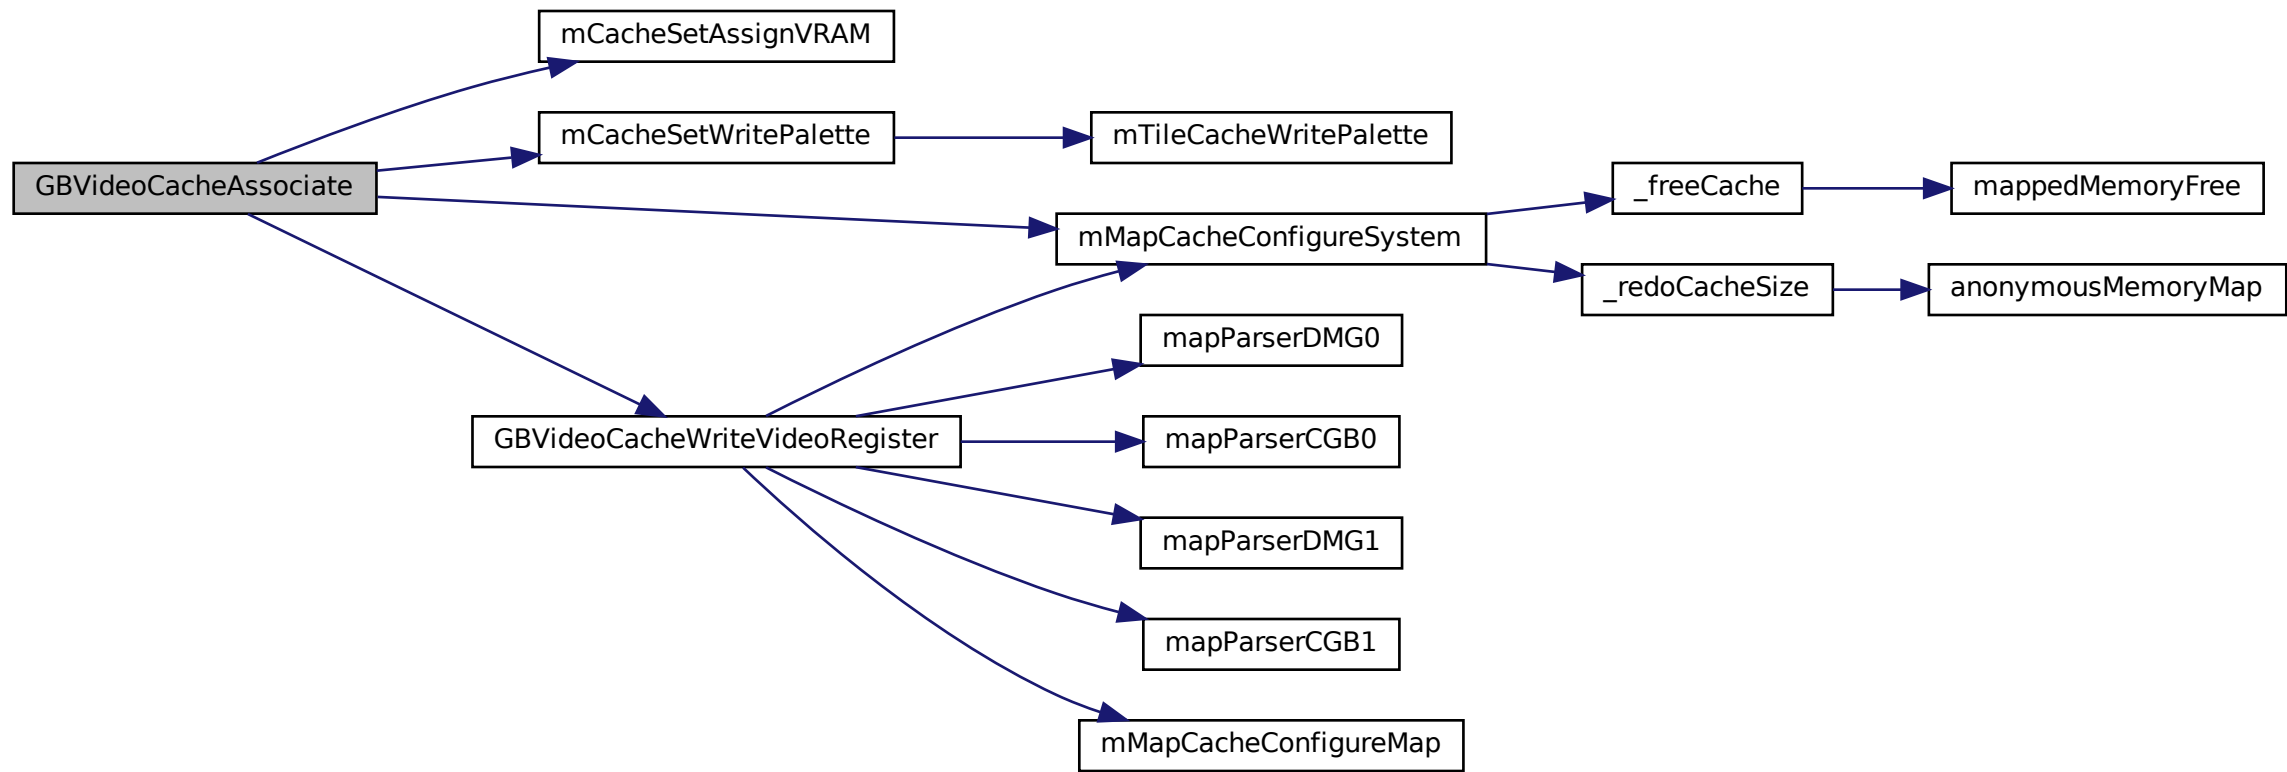 mCacheSetAssignVRAM
mCacheSetWritePalette
mTileCacheWritePalette
GBVideoCacheAssociate
_freeCache
mappedMemoryFree
mMapCacheConfigureSystem
_redoCacheSize
anonymousMemoryMap
mapParserDMG0
GBVideoCacheWriteVideoRegister
mapParserCGB0
mapParserDMG1
mapParserCGB1
mMapCacheConfigureMap